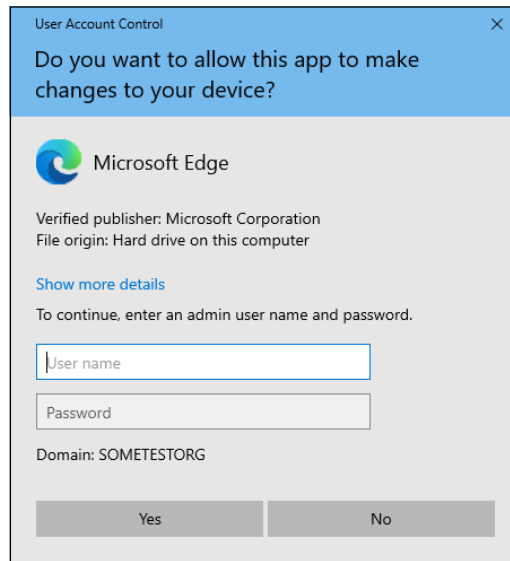 User Account Control
Do you want to allow this app to make
changes to your device?
Microsoft Edge
Verified publisher: Microsoft Corporation
File origin: Hard drive on this computer
Show more details
To continue, enter an admin user name and password.
User name
Password
Domain: SOMETESTORG
Yes
No